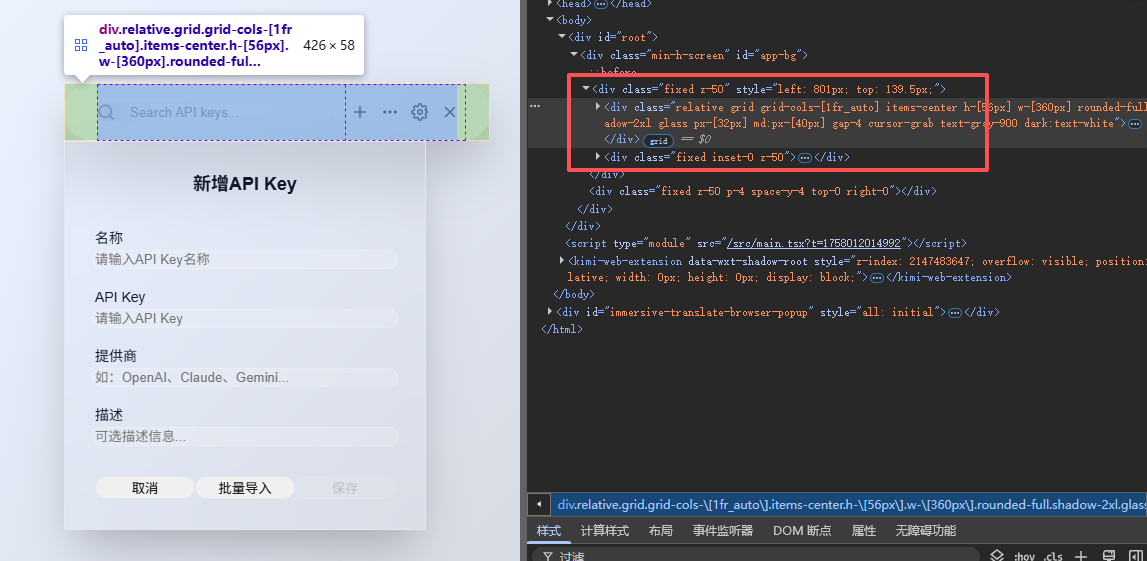 div.relative.grid.grid-cols-[1fr
_auto].items-center.h-[56px].
w-[360px].rounded-ful...
426 × 58
Search API keys...
新增API Key
名称
请输入API Key名称
API Key
请输入API Key
提供商
如：OpenAI、Claude、Gemini...
描述
可选描述信息...
取消
批量导入
保存
<head> ⋯ </head>
<body>
<div id="root">
<div class="min-h-screen" id="app-bg">
::before
<div class="fixed z-50" style="left: 801px; top: 139.5px;">
<div class="relative grid grid-cols-[1fr_auto] items-center h-[56px] w-[360px] rounded-full
adow-2xl glass px-[32px] md:px-[40px] gap-4 cursor-grab text-gray-900 dark:text-white"> ⋯
</div> grid == $0
<div class="fixed inset-0 z-50"> ⋯ </div>
</div>
<div class="fixed z-50 p-4 space-y-4 top-0 right-0"></div>
</div>
</div>
<script type="module" src="/src/main.tsx?t=1758012014992"></script>
<kimi-web-extension data-wxt-shadow-root style="z-index: 2147483647; overflow: visible; position
lative; width: 0px; height: 0px; display: block;"> ⋯ </kimi-web-extension>
</body>
<div id="immersive-translate-browser-popup" style="all: initial"> ⋯ </div>
</html>
div.relative.grid.grid-cols-\[1fr_auto\].items-center.h-\[56px\].w-\[360px\].rounded-full.shadow-2xl.glass
样式
计算样式
布局
事件监听器
DOM 断点
属性
无障碍功能
过滤
:hov
.cls